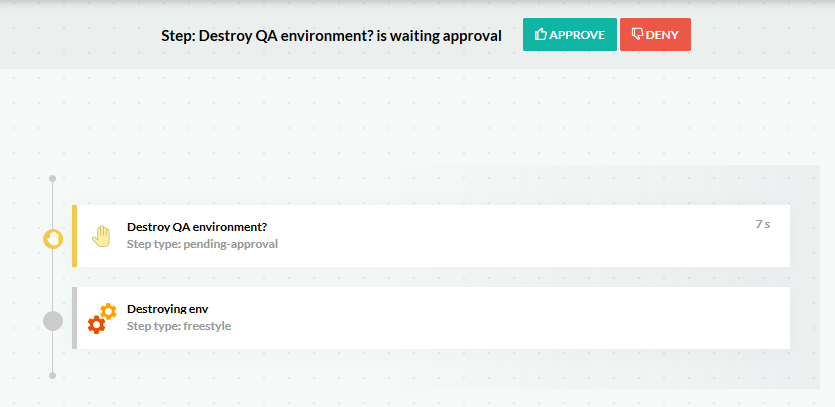 Step: Destroy QA environment? is waiting approval
APPROVE
DENY
Destroy QA environment?
7 s
Step type: pending-approval
Destroying env
Step type: freestyle